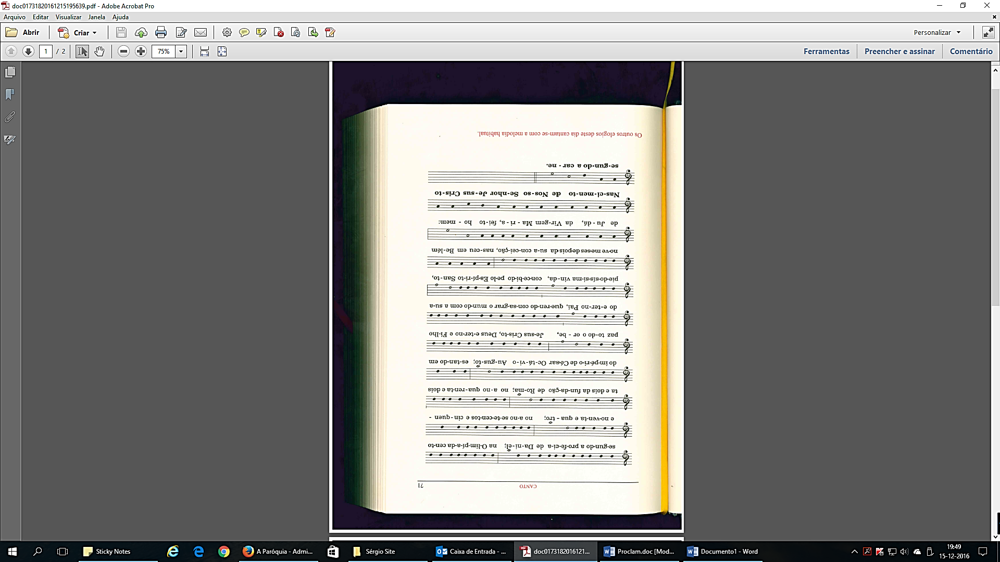 doc01731820161215195639.pdf - Adobe Acrobat Pro
Arquivo Editar Visualizar Janela Ajuda
Abrir Criar Personalizar
1 / 2 75% Ferramentas Preencher e assinar Comentário
CANTO 71
se-gun-do a pro-fe-ci-a de Da-ni-el; na O-lim-pí-a-da cen-to
e no-ven-ta e qua-tro; no a-no se-te-cen-tos e cin-quen-
ta e dois da fun-da-ção de Ro-ma; no a-no qua-ren-ta e dois
do im-pé-ri-o de Cé-sar Oc-tá-vi-o Au-gus-to; es-tan-do em
paz to-do o or-be, Je-sus Cris-to, Deus e-ter-no e Fi-lho
do e-ter-no Pai, que-ren-do con-sa-grar o mun-do com a su-a
pie-do-sís-si-ma vin-da, con-ce-bi-do pe-lo Es-pí-ri-to San-to,
no-ve me-ses de-pois da su-a con-cei-ção, nas-ceu em Be-lém
de Ju-dá, da Vir-gem Ma-ri-a, fei-to ho-mem:
Nas-ci-men-to de Nos-so Se-nhor Je-sus Cris-to
se-gun-do a car-ne.
Os outros elogios deste dia cantam-se com a melodia habitual.
Sticky Notes A Paróquia - Admi... Sérgio Site Caixa de Entrada - ... doc0173182016121... Proclam.doc [Mod... Documento1 - Word 19:49
15-12-2016